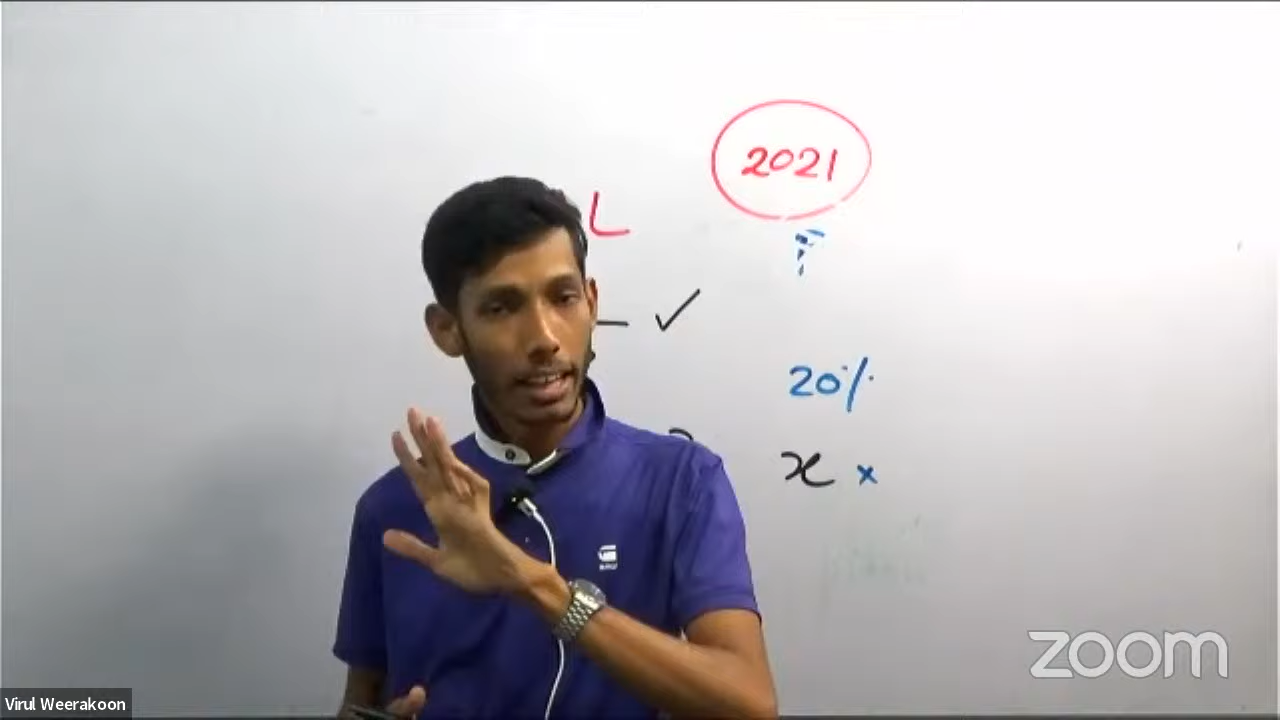 2021
L
— ✓
20%
x ×
zoom
Virul Weerakoon